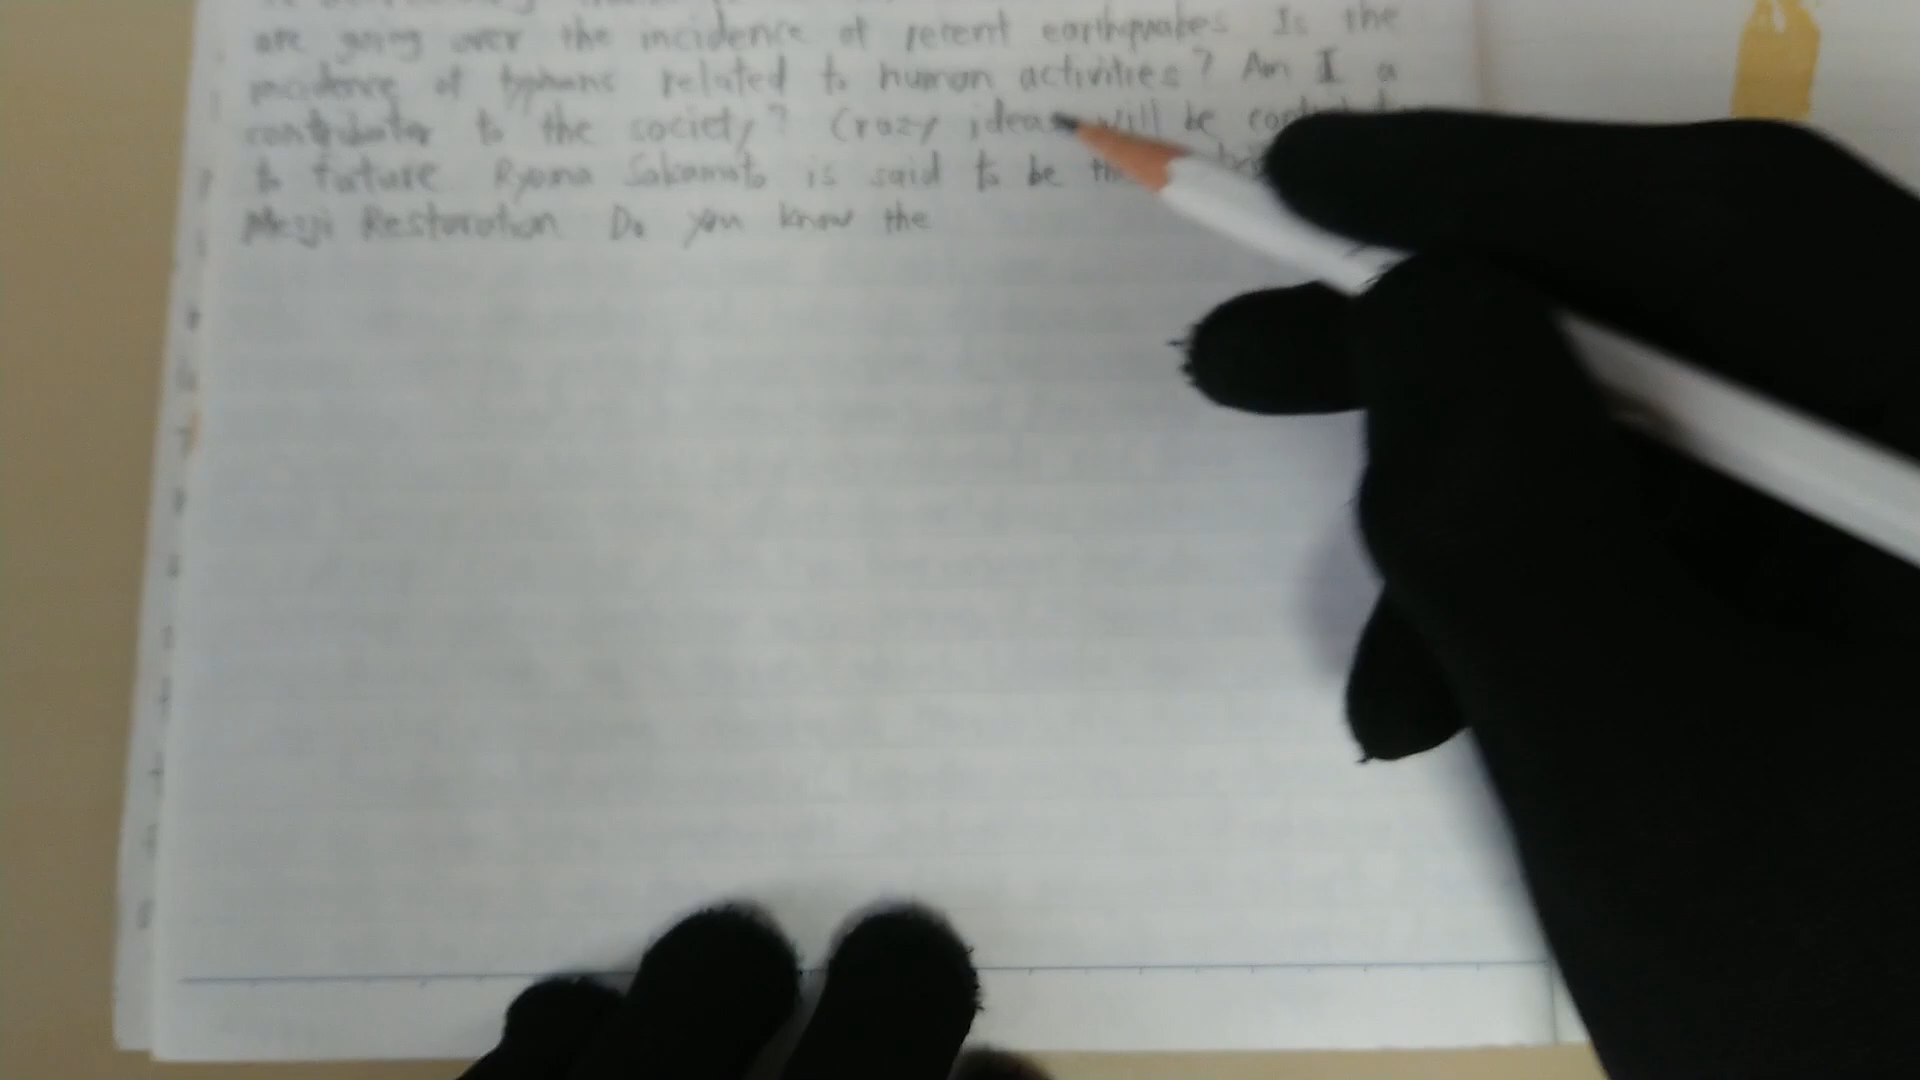 are going over the incidence of recent earthquakes Is the
incidence of typhoons related to human activities? Am I a
contributor to the society? Crazy ideas will be
to future Ryoma Sakamoto is said to be
Meiji Restoration Do you know the